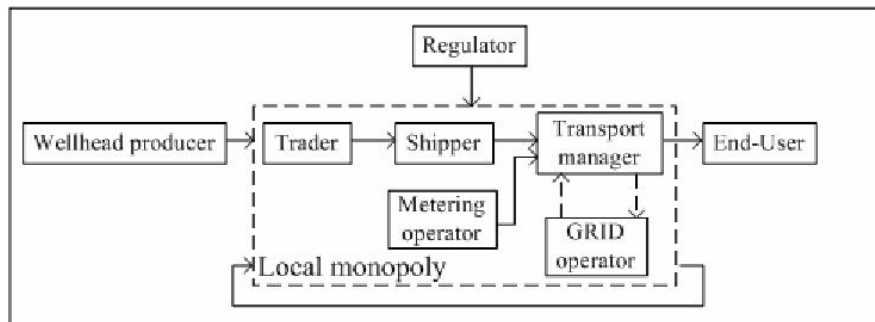 Regulator
Wellhead producer
Trader
Shipper
Transport
manager
End-User
Metering
operator
GRID
operator
Local monopoly